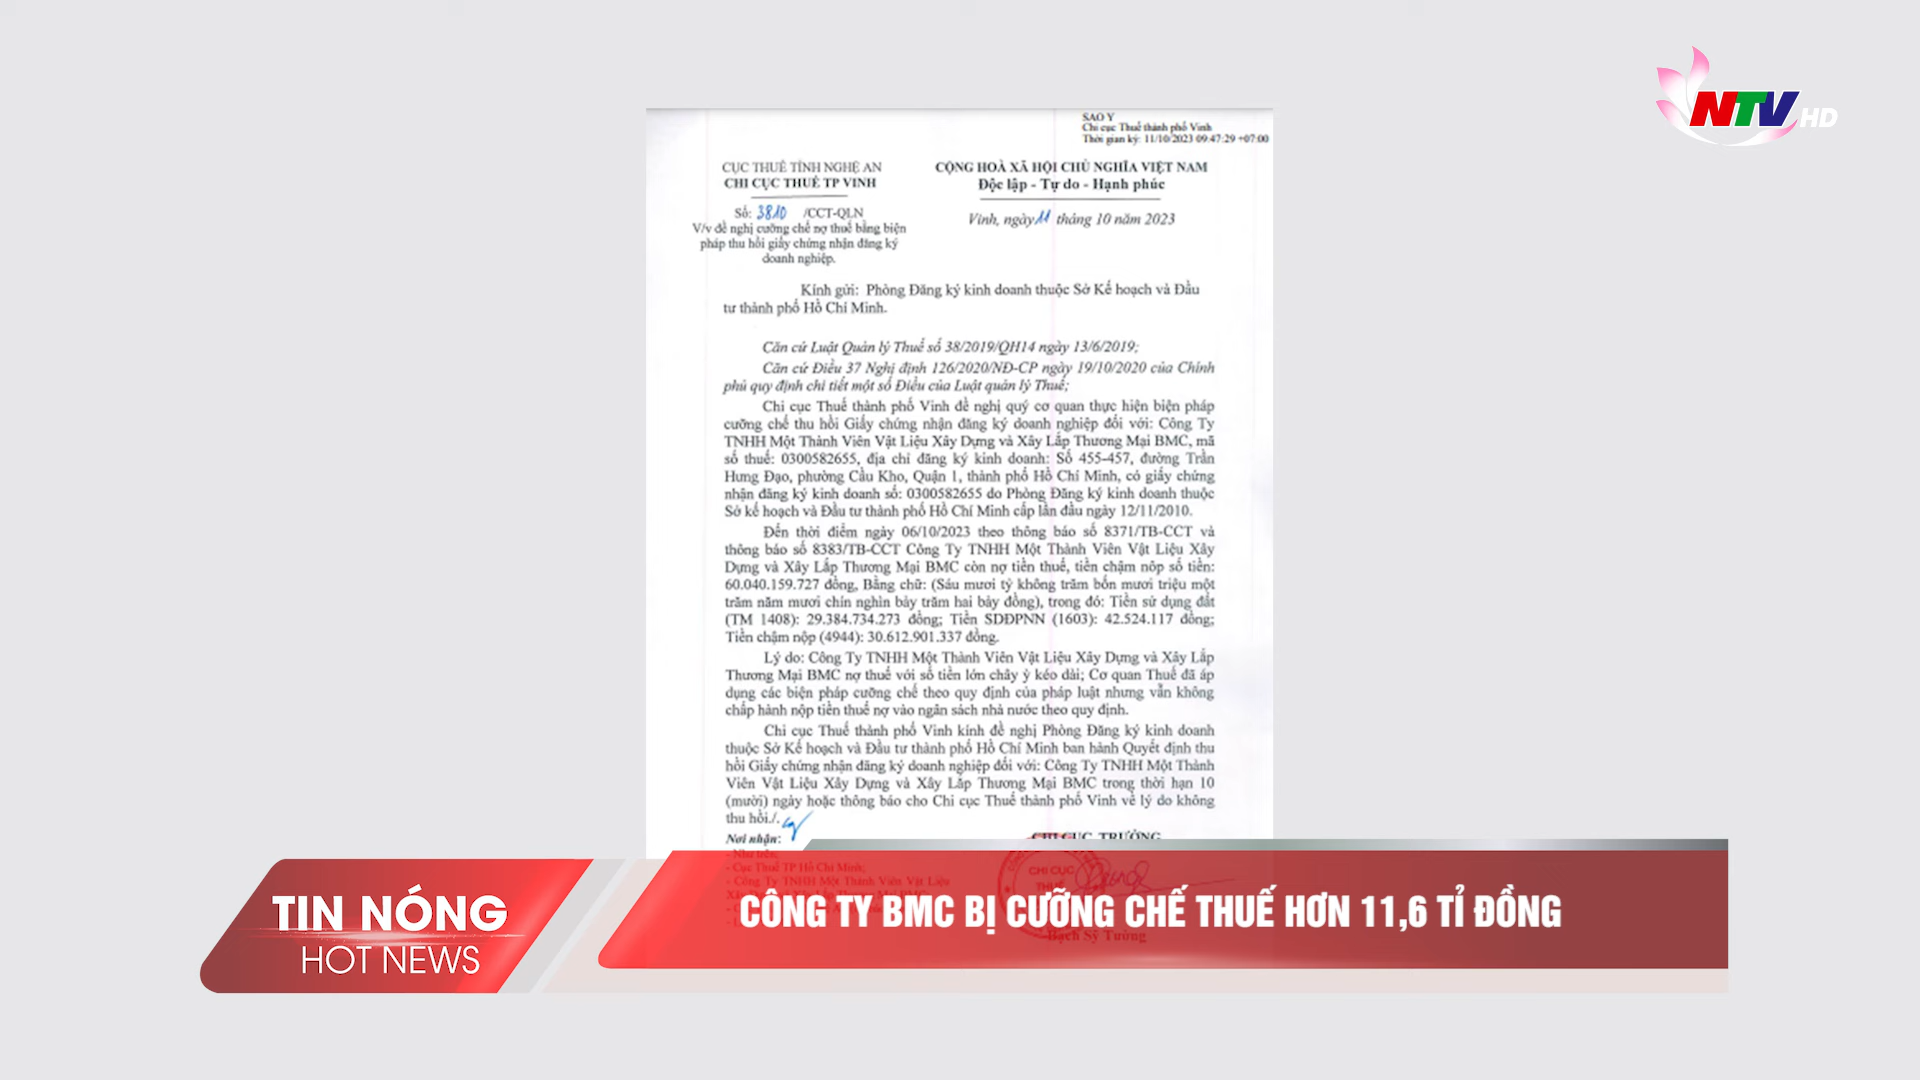 NTV HD
SAO Y
Chi cục Thuế thành phố Vinh
Thời gian ký: 11/10/2023 09:47:29 +07:00
CỤC THUẾ TỈNH NGHỆ AN
CHI CỤC THUẾ TP VINH
Số: 3810 /CCT-QLN
V/v đề nghị cưỡng chế nợ thuế bằng biện
pháp thu hồi giấy chứng nhận đăng ký
doanh nghiệp.
CỘNG HOÀ XÃ HỘI CHỦ NGHĨA VIỆT NAM
Độc lập - Tự do - Hạnh phúc
Vinh, ngày 11 tháng 10 năm 2023
Kính gửi: Phòng Đăng ký kinh doanh thuộc Sở Kế hoạch và Đầu
tư thành phố Hồ Chí Minh.
Căn cứ Luật Quản lý Thuế số 38/2019/QH14 ngày 13/6/2019;
Căn cứ Điều 37 Nghị định 126/2020/NĐ-CP ngày 19/10/2020 của Chính
phủ quy định chi tiết một số Điều của Luật quản lý Thuế;
Chi cục Thuế thành phố Vinh đề nghị quý cơ quan thực hiện biện pháp
cưỡng chế thu hồi Giấy chứng nhận đăng ký doanh nghiệp đối với: Công Ty
TNHH Một Thành Viên Vật Liệu Xây Dựng và Xây Lắp Thương Mại BMC, mã
số thuế: 0300582655, địa chỉ đăng ký kinh doanh: Số 455-457, đường Trần
Hưng Đạo, phường Cầu Kho, Quận 1, thành phố Hồ Chí Minh, có giấy chứng
nhận đăng ký kinh doanh số: 0300582655 do Phòng Đăng ký kinh doanh thuộc
Sở kế hoạch và Đầu tư thành phố Hồ Chí Minh cấp lần đầu ngày 12/11/2010.
Đến thời điểm ngày 06/10/2023 theo thông báo số 8371/TB-CCT và
thông báo số 8383/TB-CCT Công Ty TNHH Một Thành Viên Vật Liệu Xây
Dựng và Xây Lắp Thương Mại BMC còn nợ tiền thuế, tiền chậm nộp số tiền:
60.040.159.727 đồng, Bằng chữ: (Sáu mươi tỷ không trăm bốn mươi triệu một
trăm năm mươi chín nghìn bảy trăm hai bảy đồng), trong đó: Tiền sử dụng đất
(TM 1408): 29.384.734.273 đồng; Tiền SDĐPNN (1603): 42.524.117 đồng;
Tiền chậm nộp (4944): 30.612.901.337 đồng.
Lý do: Công Ty TNHH Một Thành Viên Vật Liệu Xây Dựng và Xây Lắp
Thương Mại BMC nợ thuế với số tiền lớn chây ỳ kéo dài; Cơ quan Thuế đã áp
dụng các biện pháp cưỡng chế theo quy định của pháp luật nhưng vẫn không
chấp hành nộp tiền thuế nợ vào ngân sách nhà nước theo quy định.
Chi cục Thuế thành phố Vinh kính đề nghị Phòng Đăng ký kinh doanh
thuộc Sở Kế hoạch và Đầu tư thành phố Hồ Chí Minh ban hành Quyết định thu
hồi Giấy chứng nhận đăng ký doanh nghiệp đối với: Công Ty TNHH Một Thành
Viên Vật Liệu Xây Dựng và Xây Lắp Thương Mại BMC trong thời hạn 10
(mười) ngày hoặc thông báo cho Chi cục Thuế thành phố Vinh về lý do không
thu hồi./.
Nơi nhận:
- Như trên;
- Cục Thuế TP Hồ Chí Minh;
- Công Ty TNHH Một Thành Viên Vật Liệu
CHI CỤC TRƯỞNG
CHI CỤC
THUẾ
Bạch Sỹ Tường
TIN NÓNG
HOT NEWS
CÔNG TY BMC BỊ CƯỠNG CHẾ THUẾ HƠN 11,6 TỈ ĐỒNG